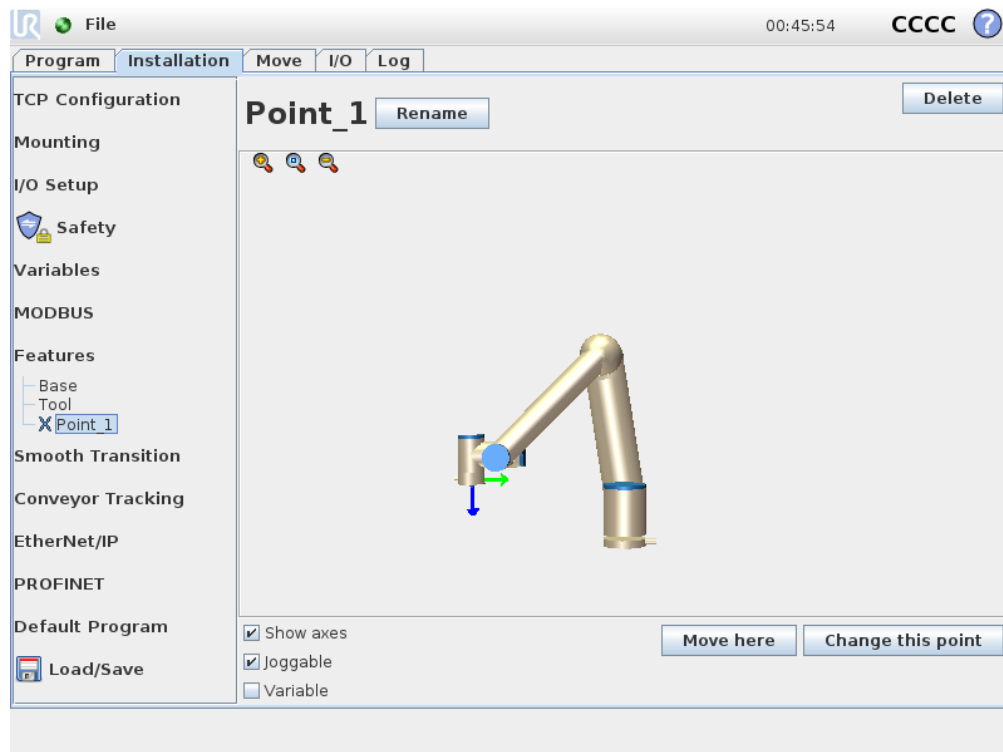 UR File 00:45:54 CCCC ?
Program Installation Move I/O Log
TCP Configuration
Mounting
I/O Setup
Safety
Variables
MODBUS
Features
Base
Tool
Point_1
Smooth Transition
Conveyor Tracking
EtherNet/IP
PROFINET
Default Program
Load/Save
Point_1 Rename Delete
Show axes
Joggable
Variable
Move here Change this point